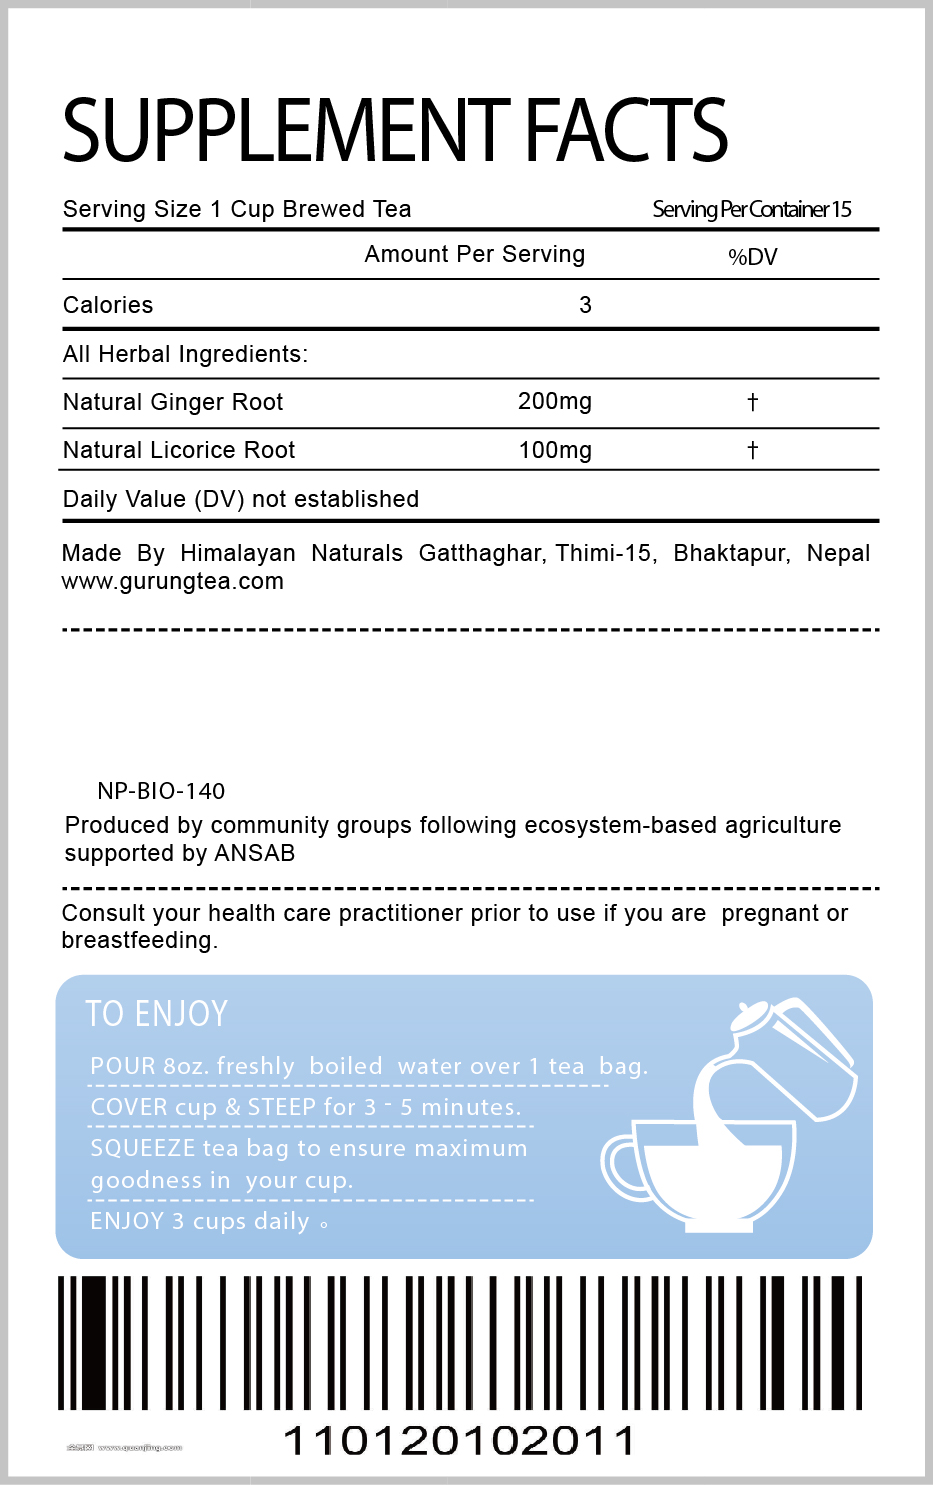 SUPPLEMENT FACTS
Serving Size 1 Cup Brewed Tea Serving Per Container 15
Amount Per Serving %DV
Calories 3
All Herbal Ingredients:
Natural Ginger Root 200mg †
Natural Licorice Root 100mg †
Daily Value (DV) not established
Made By Himalayan Naturals Gatthaghar, Thimi-15, Bhaktapur, Nepal
www.gurungtea.com
NP-BIO-140
Produced by community groups following ecosystem-based agriculture
supported by ANSAB
Consult your health care practitioner prior to use if you are pregnant or
breastfeeding.
TO ENJOY
POUR 8oz. freshly boiled water over 1 tea bag.
COVER cup & STEEP for 3 - 5 minutes.
SQUEEZE tea bag to ensure maximum
goodness in your cup.
ENJOY 3 cups daily 。
110120102011
www.quanjing.com